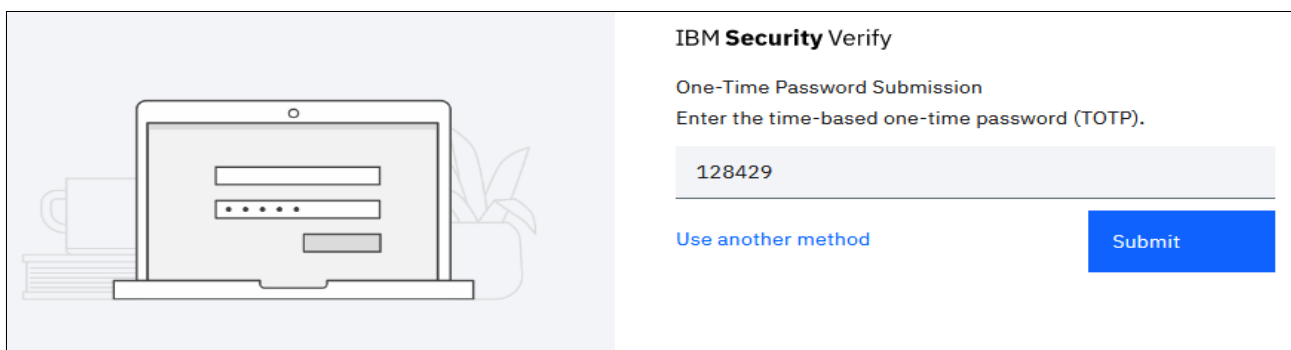 IBM Security Verify
One-Time Password Submission
Enter the time-based one-time password (TOTP).
128429
Use another method
Submit